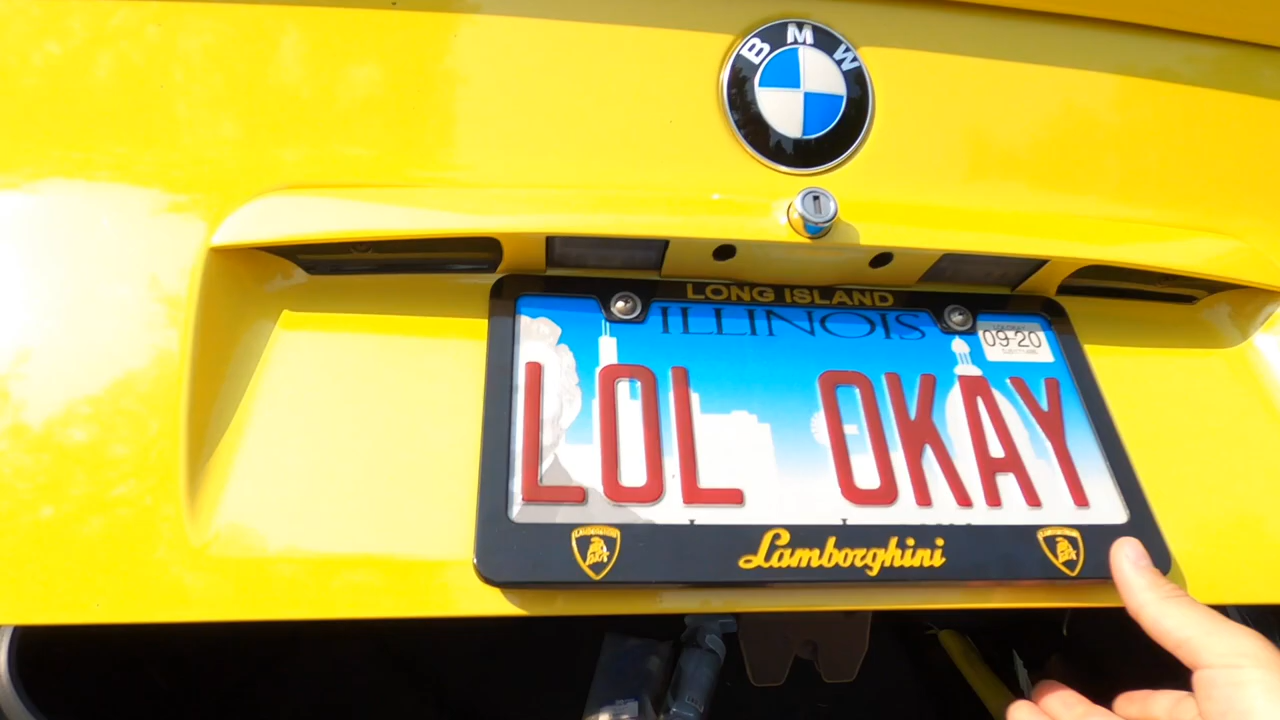 BMW
LONG ISLAND
ILLINOIS
09-20
LOL OKAY
Lamborghini